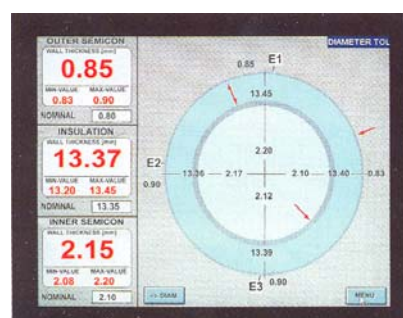 OUTER SEMICON
WALL THICKNESS [mm]
0.85
MIN-VALUE MAX-VALUE
0.83 0.90
NOMINAL 0.80
INSULATION
WALL THICKNESS [mm]
13.37
MIN-VALUE MAX-VALUE
13.20 13.45
NOMINAL 13.35
INNER SEMICON
WALL THICKNESS [mm]
2.15
MIN-VALUE MAX-VALUE
2.08 2.20
NOMINAL 2.10
DIAMETER TOL
0.85 E1
13.45
2.20
E2
0.90 13.36 2.17 2.10 13.40 0.83
2.12
13.39
E3 0.90
-> DIAM
MENU